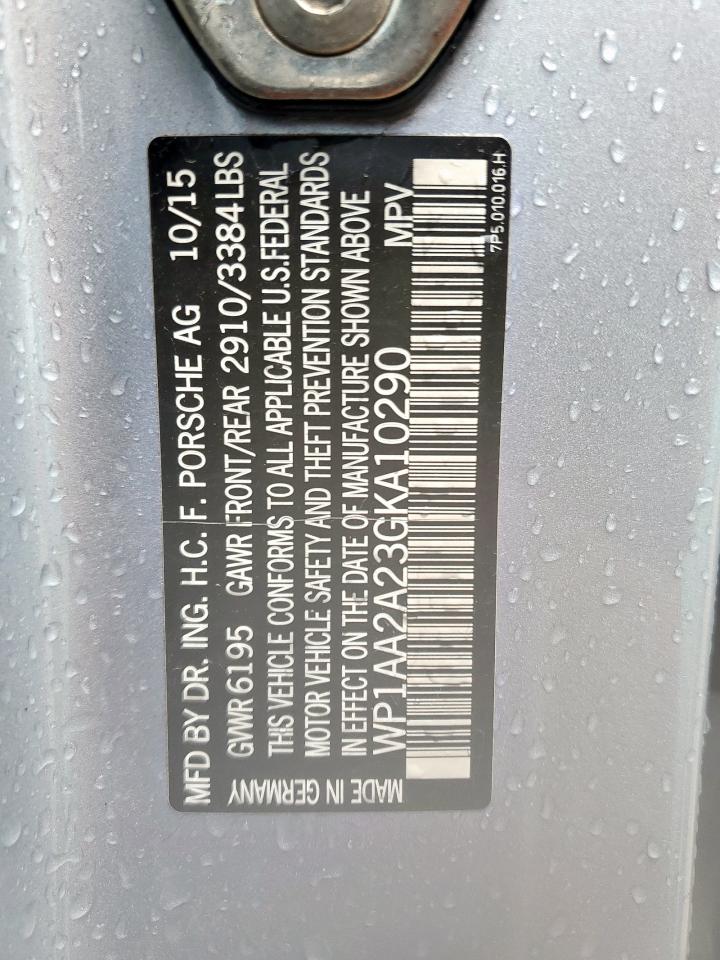 MFD BY DR. ING. H.C. F. PORSCHE AG 10/15
GVWR 6195 GAWR FRONT/REAR 2910/3384 LBS
THIS VEHICLE CONFORMS TO ALL APPLICABLE U.S.FEDERAL
MOTOR VEHICLE SAFETY AND THEFT PREVENTION STANDARDS
IN EFFECT ON THE DATE OF MANUFACTURE SHOWN ABOVE
WP1AA2A23GKA10290 MPV
MADE IN GERMANY
7P5.010.016.H